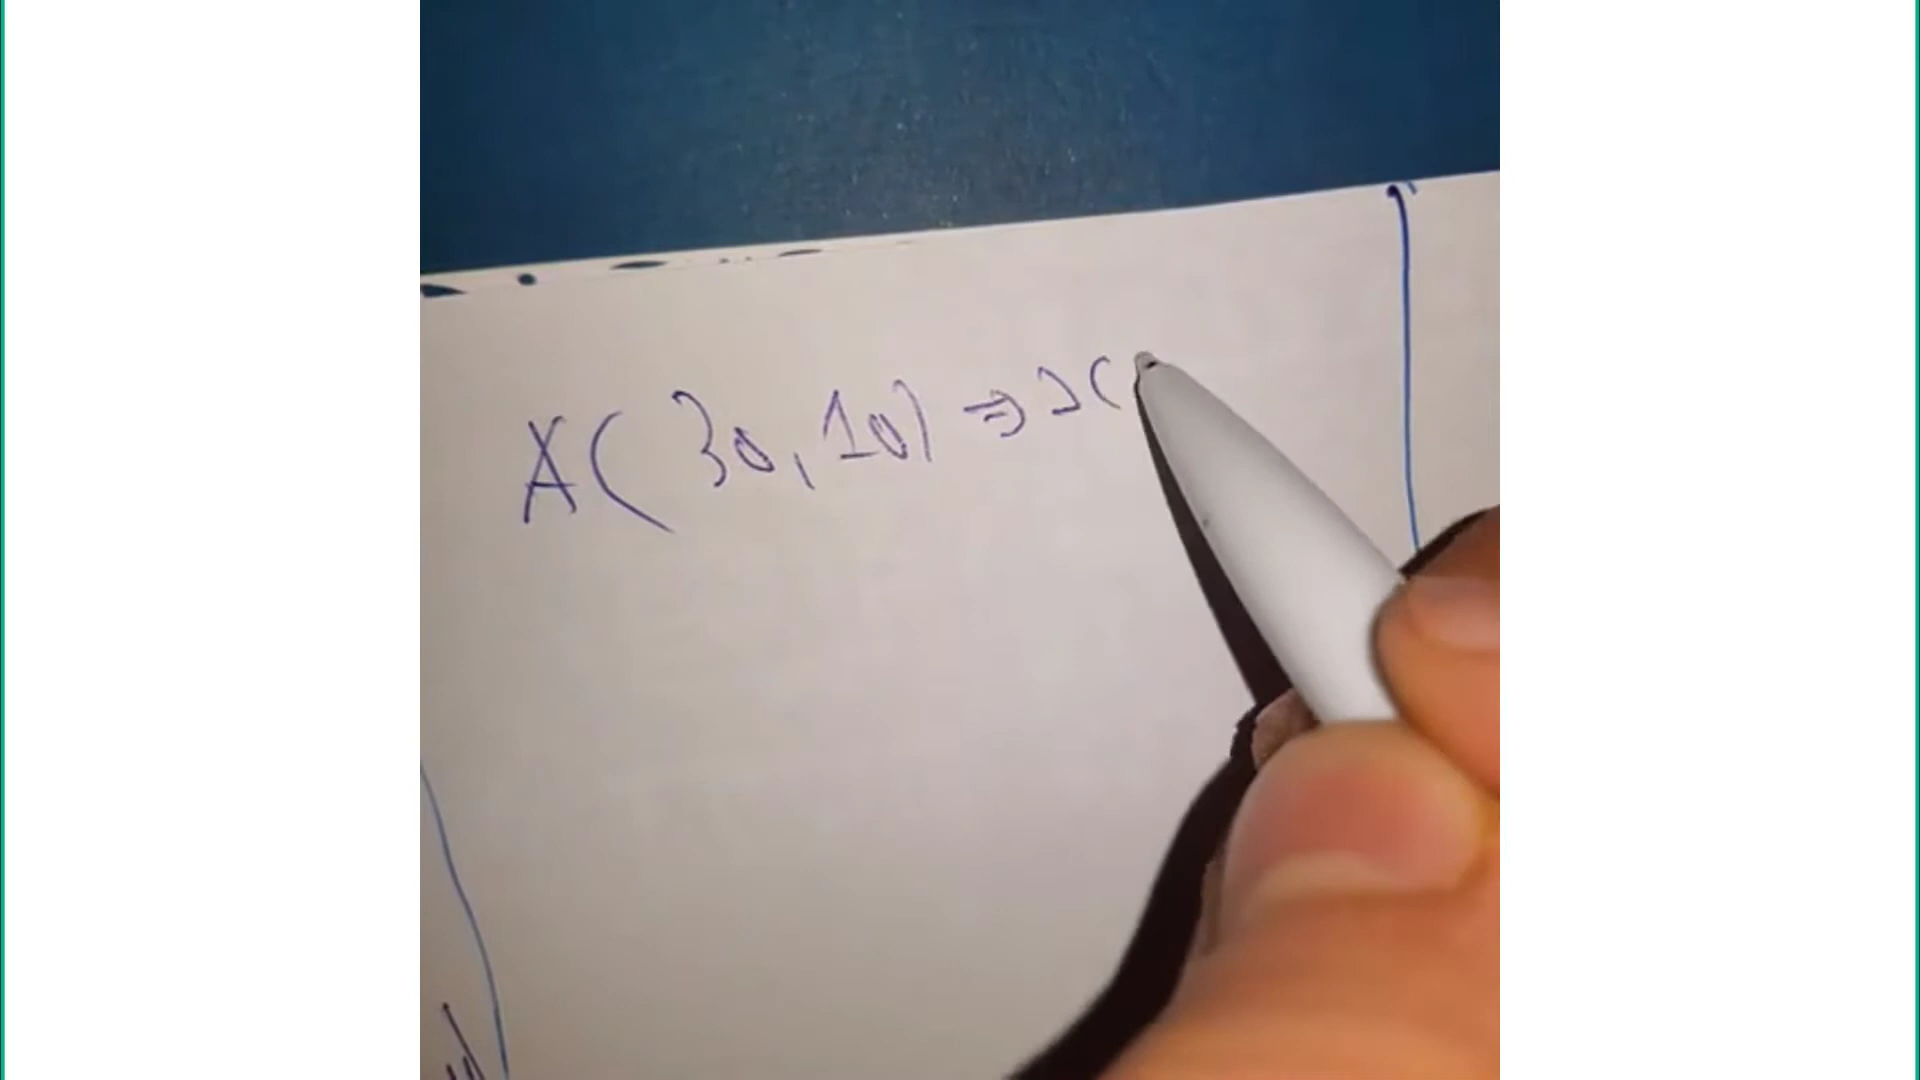 A(30,10) ⇒ x(